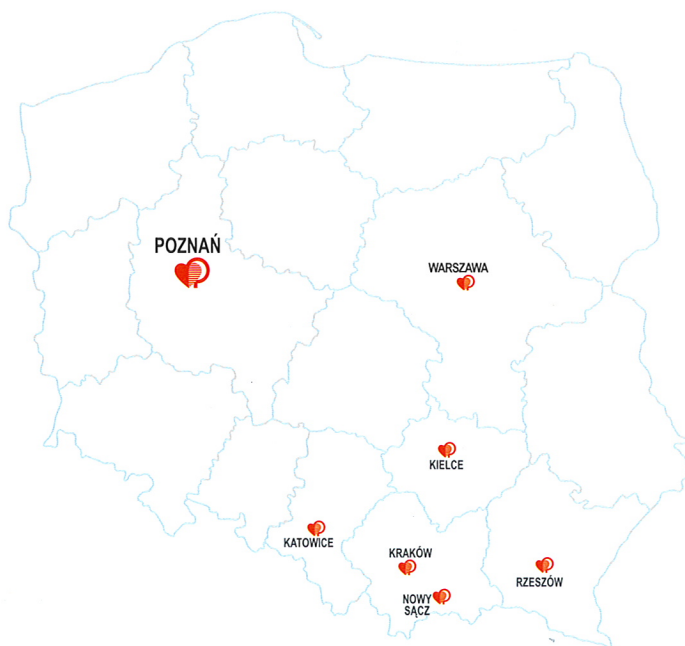 POZNAŃ
WARSZAWA
KIELCE
KATOWICE
KRAKÓW
RZESZÓW
NOWY
SĄCZ